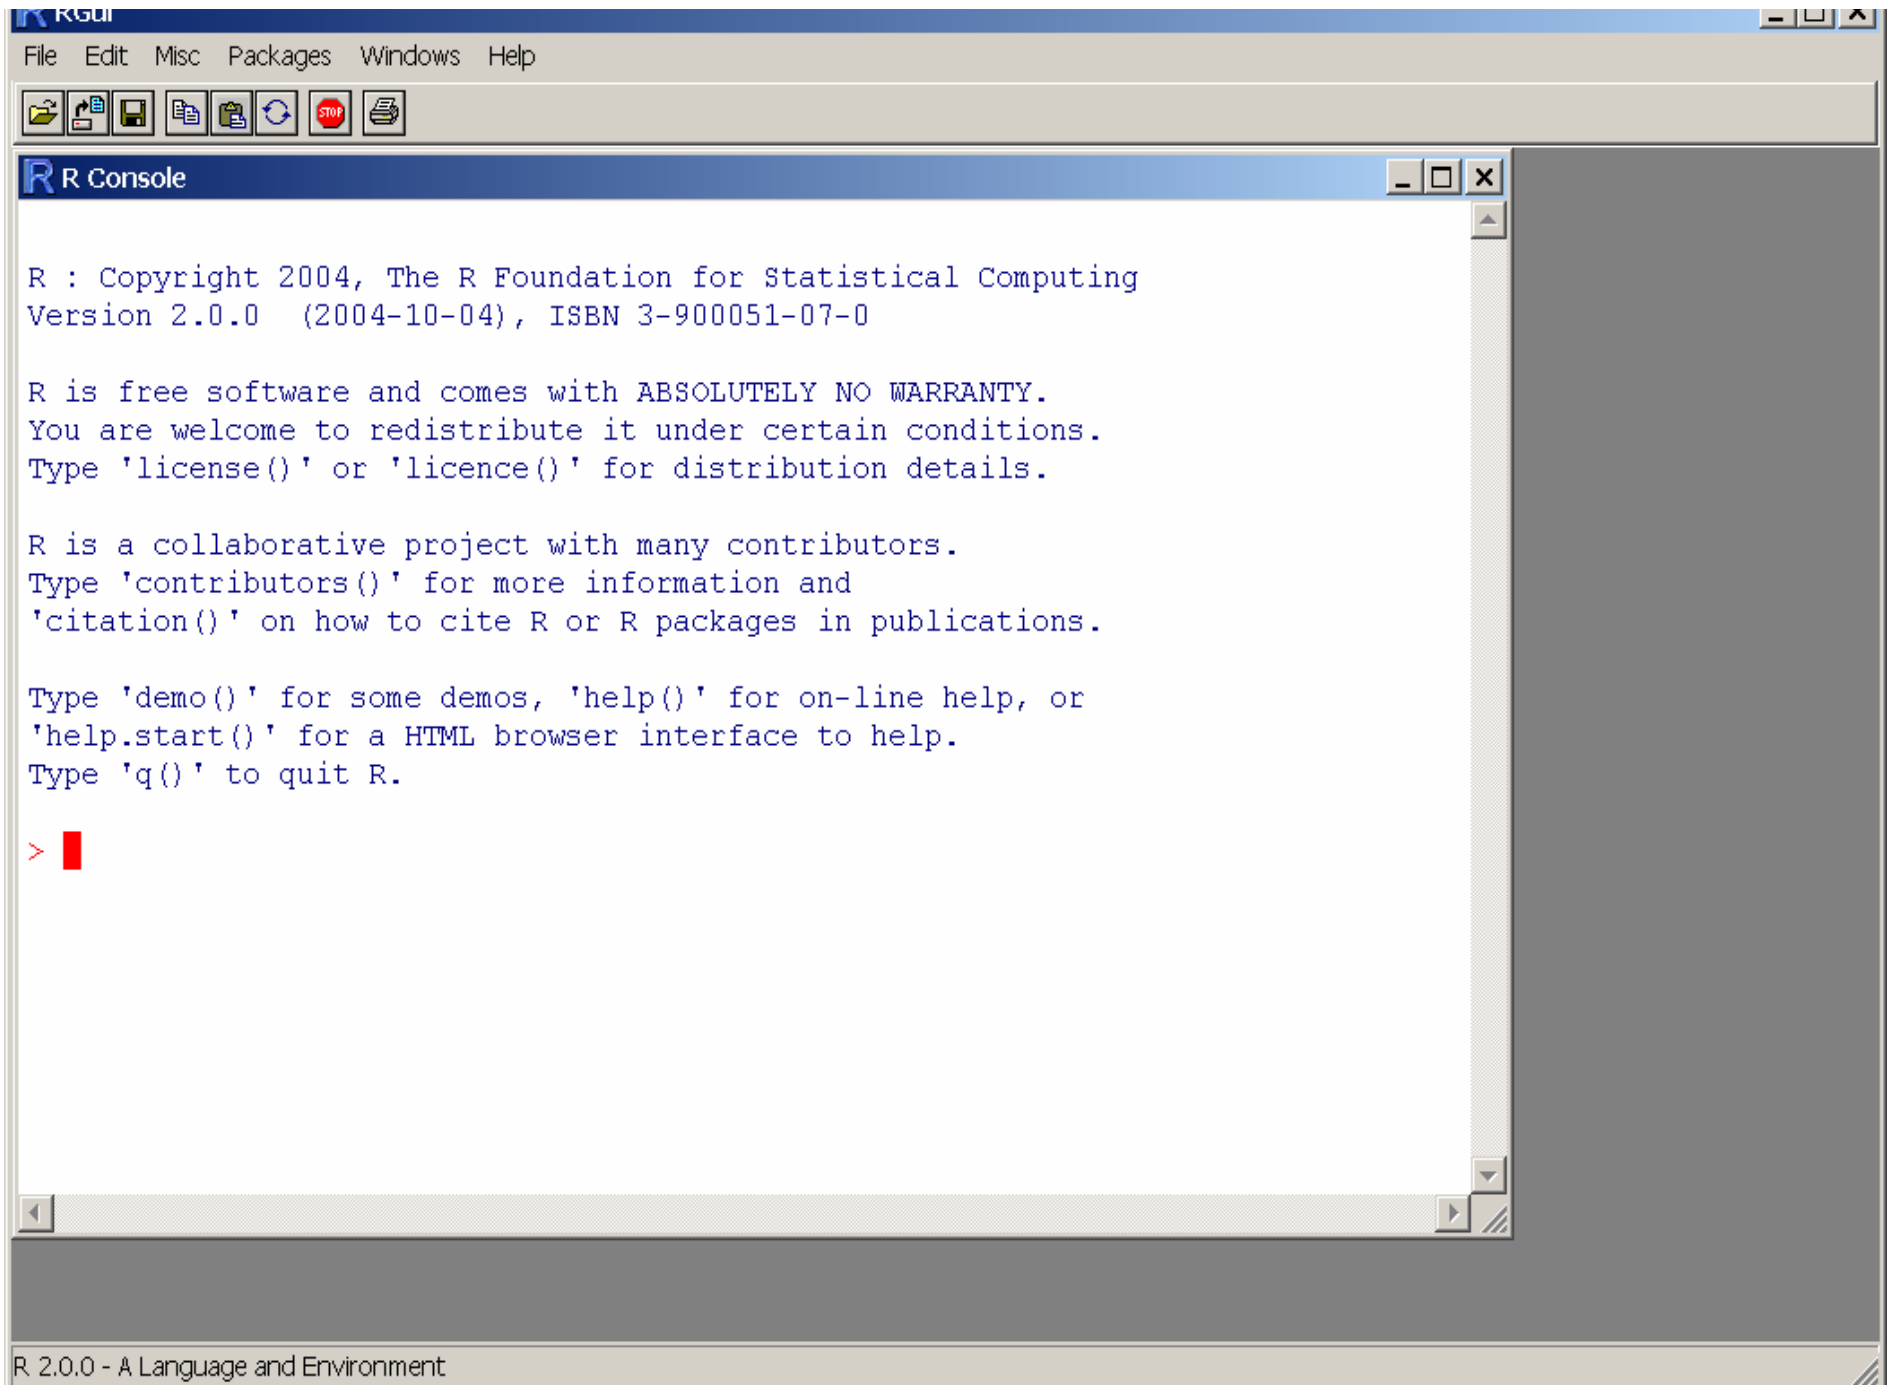 RGui
File Edit Misc Packages Windows Help
STOP
R Console
R : Copyright 2004, The R Foundation for Statistical Computing
Version 2.0.0  (2004-10-04), ISBN 3-900051-07-0
R is free software and comes with ABSOLUTELY NO WARRANTY.
You are welcome to redistribute it under certain conditions.
Type 'license()' or 'licence()' for distribution details.
R is a collaborative project with many contributors.
Type 'contributors()' for more information and
'citation()' on how to cite R or R packages in publications.
Type 'demo()' for some demos, 'help()' for on-line help, or
'help.start()' for a HTML browser interface to help.
Type 'q()' to quit R.
>
R 2.0.0 - A Language and Environment